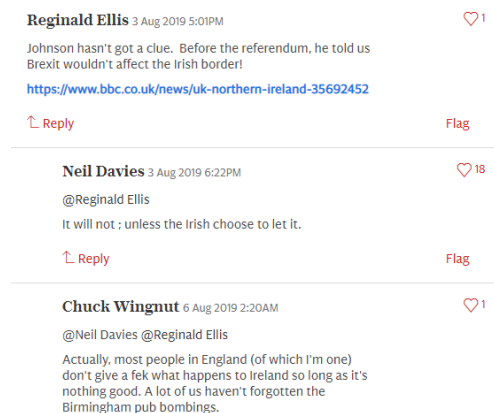 Reginald Ellis 3 Aug 2019 5:01PM 1
Johnson hasn't got a clue. Before the referendum, he told us
Brexit wouldn't affect the Irish border!
https://www.bbc.co.uk/news/uk-northern-ireland-35692452
Reply Flag
Neil Davies 3 Aug 2019 6:22PM 18
@Reginald Ellis
It will not ; unless the Irish choose to let it.
Reply Flag
Chuck Wingnut 6 Aug 2019 2:20AM 1
@Neil Davies @Reginald Ellis
Actually, most people in England (of which I'm one)
don't give a fek what happens to Ireland so long as it's
nothing good. A lot of us haven't forgotten the
Birmingham pub bombings.